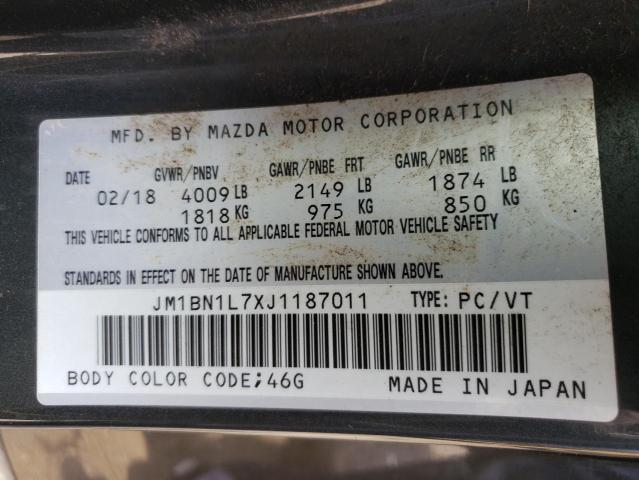 MFD. BY MAZDA MOTOR CORPORATION
DATE GVWR/PNBV GAWR/PNBE FRT GAWR/PNBE RR
02/18 4009 LB 2149 LB 1874 LB
1818 KG 975 KG 850 KG
THIS VEHICLE CONFORMS TO ALL APPLICABLE FEDERAL MOTOR VEHICLE SAFETY
STANDARDS IN EFFECT ON THE DATE OF MANUFACTURE SHOWN ABOVE.
JM1BN1L7XJ1187011 TYPE: PC/VT
BODY COLOR CODE;46G MADE IN JAPAN